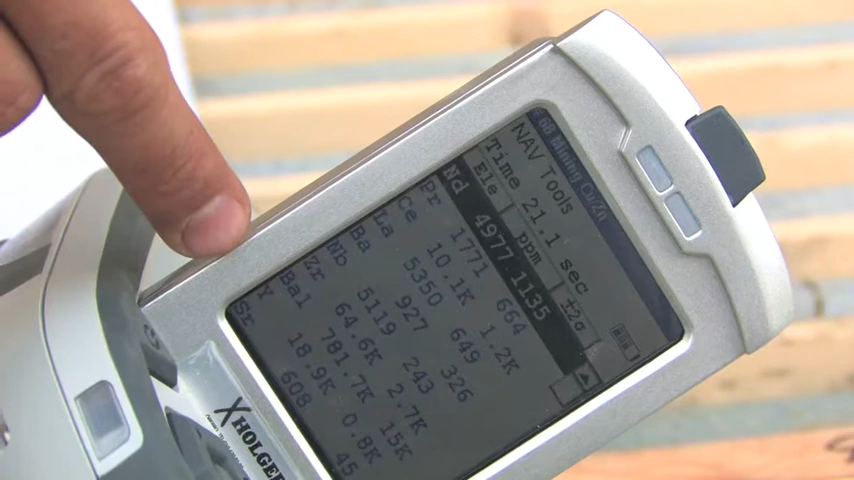 # 68 Mining Cu/Zn
NAV Tools
Time 21.1 sec
Ele ppm ±2σ
Nd 4977 1135
Pr 1771 664
Ce 10.1K 1.2K
La 5350 649
Ba 927 326
Nb 5119 243
Zr 64.6K 2.7K
Bal 781.7K 15K
Y 18.9K 0.8K
Sr 608 45
XHOLGER